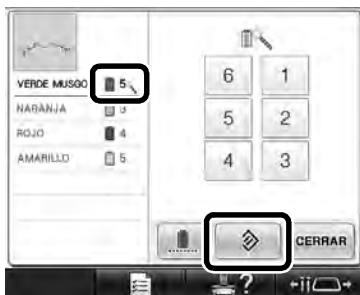 VERDE MUSGO 5
NARANJA 3
ROJO 4
AMARILLO 5
6 1
5 2
4 3
CERRAR
?